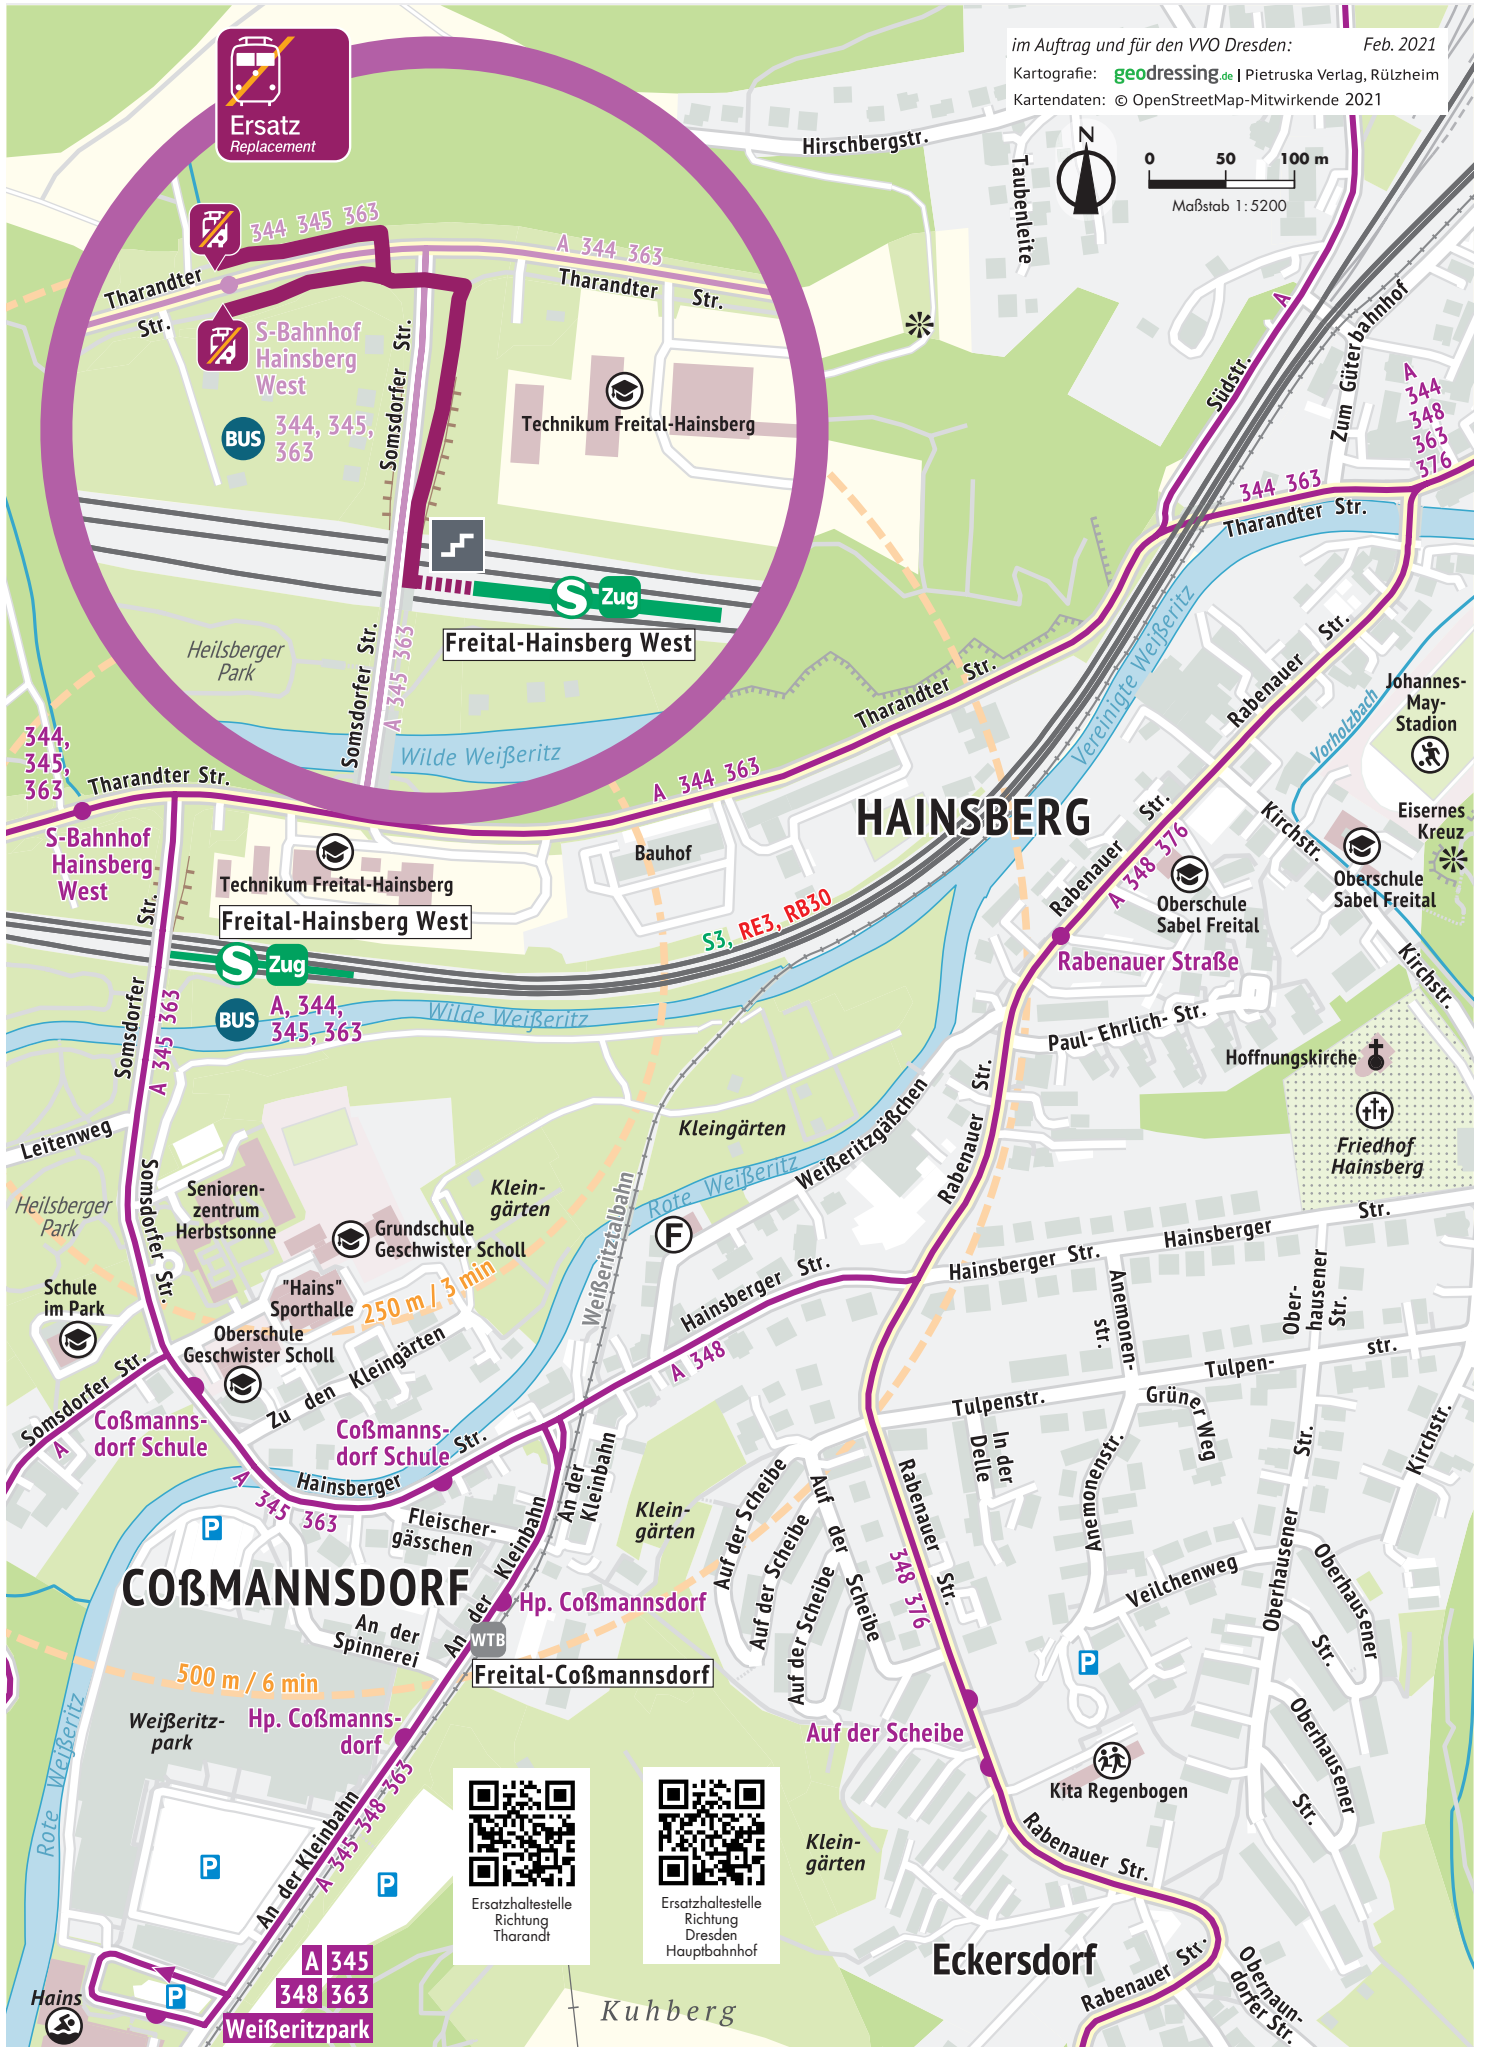 im Auftrag und für den VVO Dresden: Feb. 2021
Kartografie: geodressing.de | Pietruska Verlag, Rülzheim
Kartendaten: © OpenStreetMap-Mitwirkende 2021
Ersatz
Replacement
Hirschbergstr.
Taubenleite
N
0 50 100 m
Maßstab 1:5200
344 345 363
A 344 363
Tharandter
Str.
Tharandter Str.
S-Bahnhof
Hainsberg
West
BUS
344, 345,
363
Somsdorfer Str.
Technikum Freital-Hainsberg
S Zug
Freital-Hainsberg West
Heilsberger
Park
Somsdorfer Str.
A 345 363
Wilde Weißeritz
Südstr.
A
Zum Güterbahnhof
A
344
348
363
376
344 363
Tharandter Str.
Vereinigte Weißeritz
Rabenauer Str.
Johannes-
May-
Stadion
Vorholzbach
344,
345,
363
Tharandter Str.
S-Bahnhof
Hainsberg
West
Tharandter Str.
A 344 363
HAINSBERG
Bauhof
Technikum Freital-Hainsberg
Freital-Hainsberg West
S Zug
BUS
A, 344,
345, 363
S3, RE3, RB30
Wilde Weißeritz
Str.
Somsdorfer
A 345 363
Rabenauer Str.
A 348 376
Kirchstr.
Eisernes
Kreuz
Oberschule
Sabel Freital
Oberschule
Sabel Freital
Rabenauer Straße
Kirchstr.
Paul- Ehrlich- Str.
Hoffnungskirche
Friedhof
Hainsberg
Leitenweg
Heilsberger
Park
Somsdorfer Str.
Senioren-
zentrum
Herbstsonne
Klein-
gärten
Grundschule
Geschwister Scholl
Kleingärten
Weißeritzgäßchen
Rabenauer Str.
Rote Weißeritz
Weißeritztalbahn
F
Schule
im Park
"Hains"
Sporthalle
250 m / 3 min
Oberschule
Geschwister Scholl
Zu den Kleingärten
Hainsberger Str.
A 348
Hainsberger Str.
Hainsberger Str.
Anemonen-
str.
Ober-
hausener
Str.
Tulpen-
str.
Tulpenstr.
Grüner Weg
In der
Delle
Anemonenstr.
Str.
Kirchstr.
Somsdorfer Str.
A
Coßmanns-
dorf Schule
Coßmanns-
dorf Schule
Str.
Hainsberger
A 345 363
Fleischer-
gässchen
An der
Kleinbahn
An der Kleinbahn
Klein-
gärten
Auf der Scheibe
Auf der Scheibe
Auf der Scheibe
Auf der Scheibe
Rabenauer Str.
348 376
Veilchenweg
Oberhausener
Oberhausener
Str.
P
COßMANNSDORF
Hp. Coßmannsdorf
An der
Spinnerei
WTB
Freital-Coßmannsdorf
P
500 m / 6 min
Weißeritz-
park
Hp. Coßmanns-
dorf
Auf der Scheibe
Kita Regenbogen
Oberhausener
Str.
Rote Weißeritz
An der Kleinbahn
A 345 348 363
P
P
Ersatzhaltestelle
Richtung
Tharandt
Ersatzhaltestelle
Richtung
Dresden
Hauptbahnhof
Klein-
gärten
Rabenauer Str.
Eckersdorf
Rabenauer Str.
Obernaun-
dorfer Str.
Kuhberg
Hains
P
A 345
348 363
Weißeritzpark